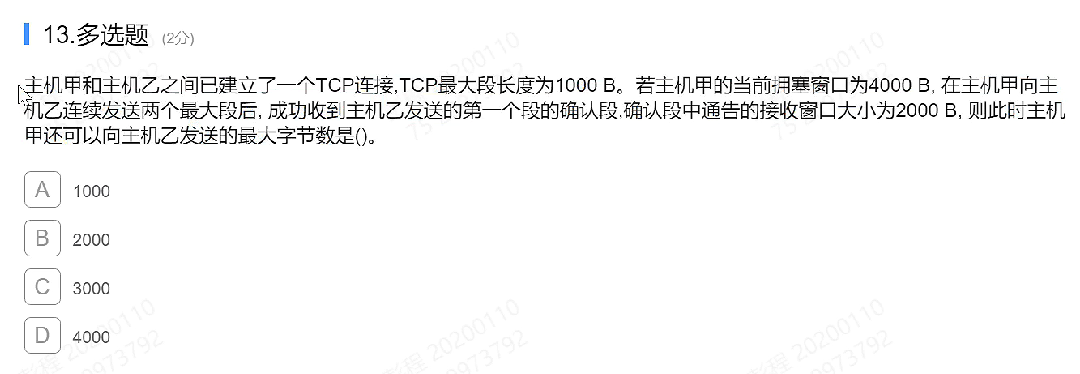 13.多选题 (2分)
主机甲和主机乙之间已建立了一个TCP连接,TCP最大段长度为1000 B。若主机甲的当前拥塞窗口为4000 B, 在主机甲向主
机乙连续发送两个最大段后, 成功收到主机乙发送的第一个段的确认段.确认段中通告的接收窗口大小为2000 B, 则此时主机
甲还可以向主机乙发送的最大字节数是()。
A 1000
B 2000
C 3000
D 4000